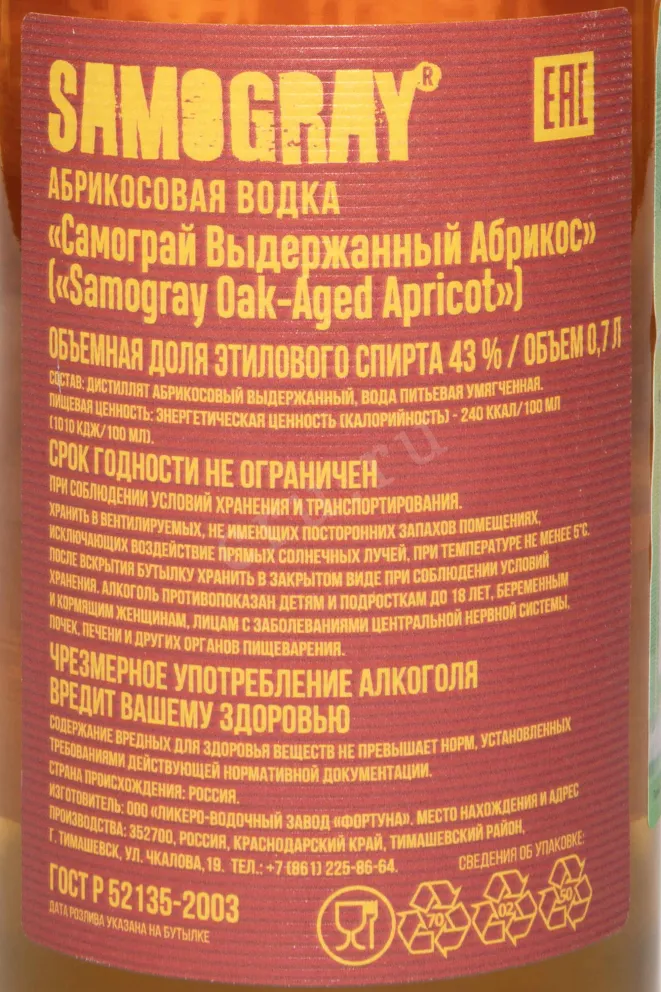 SAMOGRAY®
EAC
АБРИКОСОВАЯ ВОДКА
«Самограй Выдержанный Абрикос»
(«Samogray Oak-Aged Apricot»)
ОБЪЕМНАЯ ДОЛЯ ЭТИЛОВОГО СПИРТА 43 % / ОБЪЕМ 0,7 Л
СОСТАВ: ДИСТИЛЛЯТ АБРИКОСОВЫЙ ВЫДЕРЖАННЫЙ, ВОДА ПИТЬЕВАЯ УМЯГЧЕННАЯ.
ПИЩЕВАЯ ЦЕННОСТЬ: ЭНЕРГЕТИЧЕСКАЯ ЦЕННОСТЬ (КАЛОРИЙНОСТЬ) - 240 ККАЛ/100 МЛ
(1010 КДЖ/100 МЛ).
СРОК ГОДНОСТИ НЕ ОГРАНИЧЕН
ПРИ СОБЛЮДЕНИИ УСЛОВИЙ ХРАНЕНИЯ И ТРАНСПОРТИРОВАНИЯ.
ХРАНИТЬ В ВЕНТИЛИРУЕМЫХ, НЕ ИМЕЮЩИХ ПОСТОРОННИХ ЗАПАХОВ ПОМЕЩЕНИЯХ,
ИСКЛЮЧАЮЩИХ ВОЗДЕЙСТВИЕ ПРЯМЫХ СОЛНЕЧНЫХ ЛУЧЕЙ, ПРИ ТЕМПЕРАТУРЕ НЕ МЕНЕЕ 5°С.
ПОСЛЕ ВСКРЫТИЯ БУТЫЛКУ ХРАНИТЬ В ЗАКРЫТОМ ВИДЕ ПРИ СОБЛЮДЕНИИ УСЛОВИЙ
ХРАНЕНИЯ. АЛКОГОЛЬ ПРОТИВОПОКАЗАН ДЕТЯМ И ПОДРОСТКАМ ДО 18 ЛЕТ, БЕРЕМЕННЫМ
И КОРМЯЩИМ ЖЕНЩИНАМ, ЛИЦАМ С ЗАБОЛЕВАНИЯМИ ЦЕНТРАЛЬНОЙ НЕРВНОЙ СИСТЕМЫ,
ПОЧЕК, ПЕЧЕНИ И ДРУГИХ ОРГАНОВ ПИЩЕВАРЕНИЯ.
ЧРЕЗМЕРНОЕ УПОТРЕБЛЕНИЕ АЛКОГОЛЯ
ВРЕДИТ ВАШЕМУ ЗДОРОВЬЮ
СОДЕРЖАНИЕ ВРЕДНЫХ ДЛЯ ЗДОРОВЬЯ ВЕЩЕСТВ НЕ ПРЕВЫШАЕТ НОРМ, УСТАНОВЛЕННЫХ
ТРЕБОВАНИЯМИ ДЕЙСТВУЮЩЕЙ НОРМАТИВНОЙ ДОКУМЕНТАЦИИ.
СТРАНА ПРОИСХОЖДЕНИЯ: РОССИЯ.
ИЗГОТОВИТЕЛЬ: ООО «ЛИКЕРО-ВОДОЧНЫЙ ЗАВОД «ФОРТУНА». МЕСТО НАХОЖДЕНИЯ И АДРЕС
ПРОИЗВОДСТВА: 352700, РОССИЯ, КРАСНОДАРСКИЙ КРАЙ, ТИМАШЕВСКИЙ РАЙОН,
Г. ТИМАШЕВСК, УЛ. ЧКАЛОВА,19. ТЕЛ.: +7 (861) 225-86-64.
СВЕДЕНИЯ ОБ УПАКОВКЕ:
ГОСТ Р 52135-2003
ДАТА РОЗЛИВА УКАЗАНА НА БУТЫЛКЕ
70 02 50